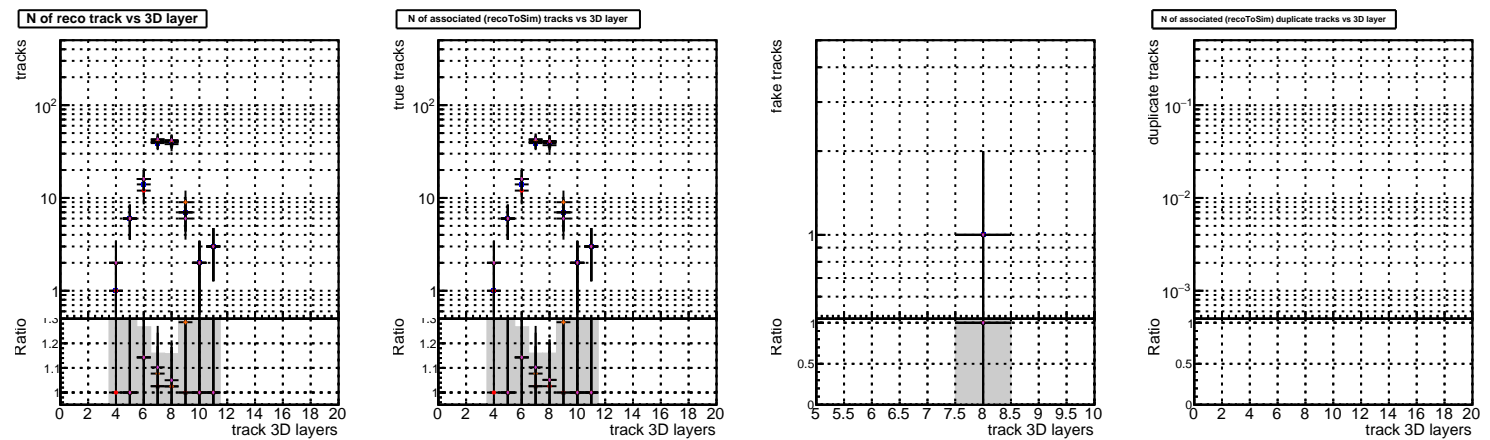 N of reco track vs 3D layer
tracks
10²
10
1
Ratio
1.3
1.2
1.1
1
0 2 4 6 8 10 12 14 16 18 20
track 3D layers
N of associated (recoToSim) tracks vs 3D layer
true tracks
10²
10
1
Ratio
1.3
1.2
1.1
1
0 2 4 6 8 10 12 14 16 18 20
track 3D layers
fake tracks
1
Ratio
1
0.5
0
5 5.5 6 6.5 7 7.5 8 8.5 9 9.5 10
track 3D layers
N of associated (recoToSim) duplicate tracks vs 3D layer
duplicate tracks
10⁻¹
10⁻²
10⁻³
Ratio
1
0.5
0
0 2 4 6 8 10 12 14 16 18 20
track 3D layers